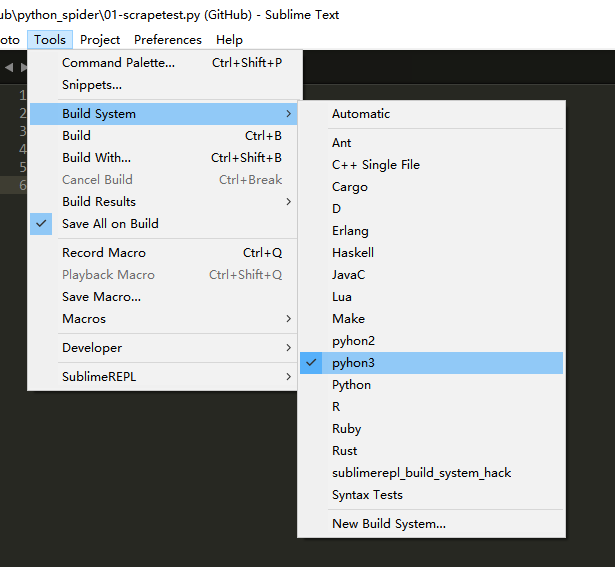 ub\python_spider\01-scrapetest.py (GitHub) - Sublime Text
oto Tools Project Preferences Help
Command Palette... Ctrl+Shift+P
Snippets...
Build System
Build Ctrl+B
Build With... Ctrl+Shift+B
Cancel Build Ctrl+Break
Build Results
Save All on Build
Record Macro Ctrl+Q
Playback Macro Ctrl+Shift+Q
Save Macro...
Macros
Developer
SublimeREPL
1
2
3
4
5
6
Automatic
Ant
C++ Single File
Cargo
D
Erlang
Haskell
JavaC
Lua
Make
pyhon2
pyhon3
Python
R
Ruby
Rust
sublimerepl_build_system_hack
Syntax Tests
New Build System...